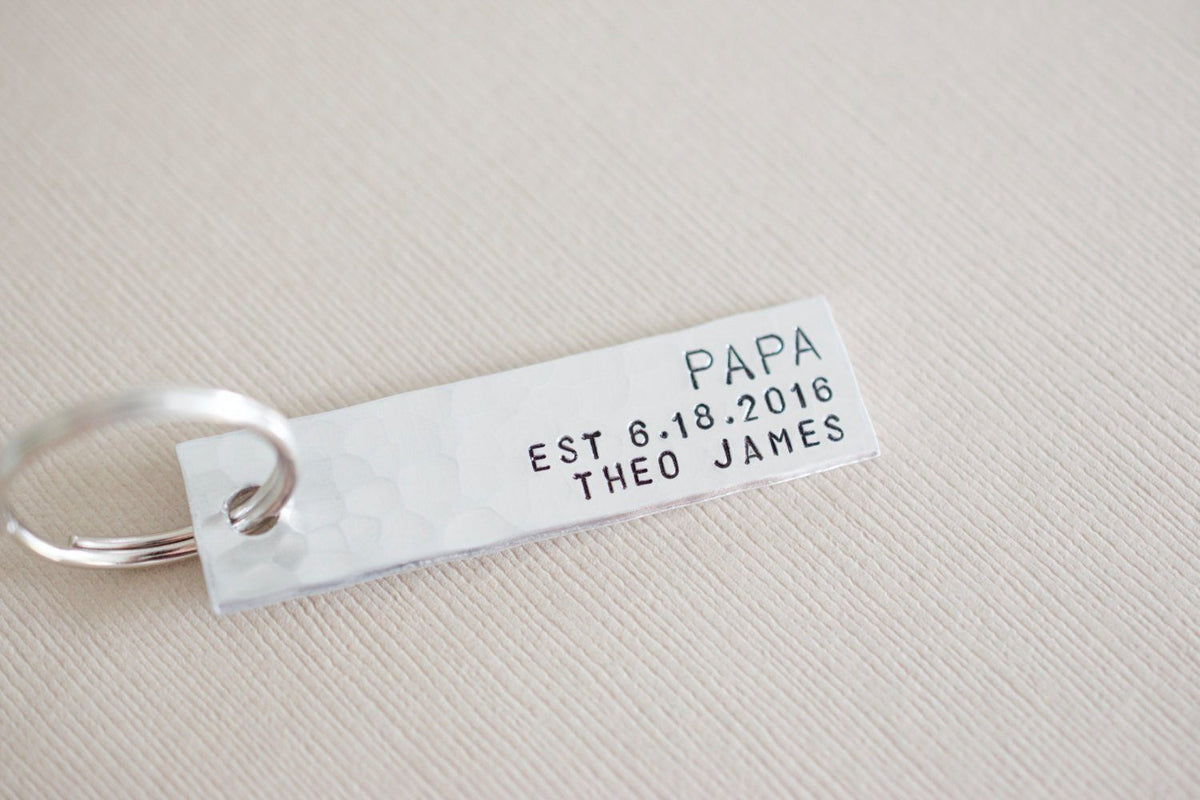 PAPA
EST 6.18.2016
THEO JAMES